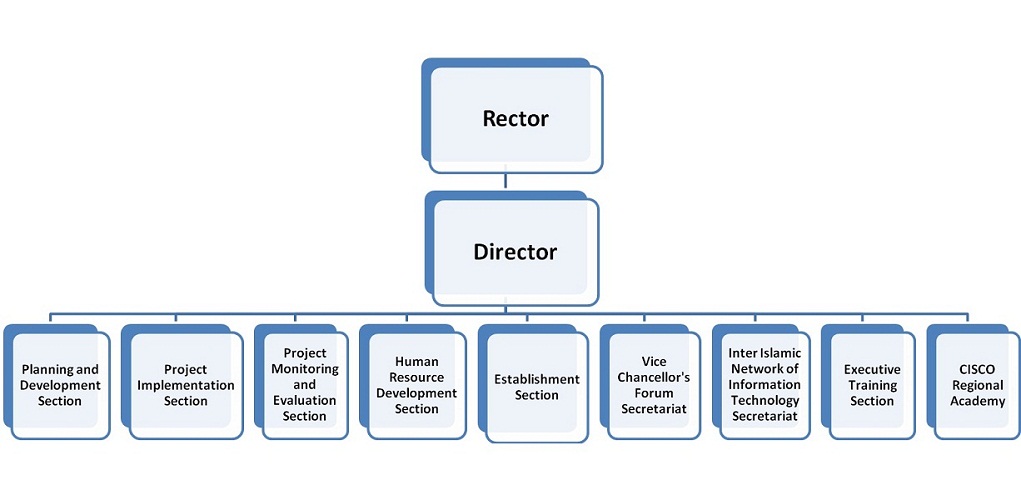 Rector
Director
Planning and
Development
Section
Project
Implementation
Section
Project
Monitoring
and
Evaluation
Section
Human
Resource
Development
Section
Establishment
Section
Vice
Chancellor's
Forum
Secretariat
Inter Islamic
Network of
Information
Technology
Secretariat
Executive
Training
Section
CISCO
Regional
Academy